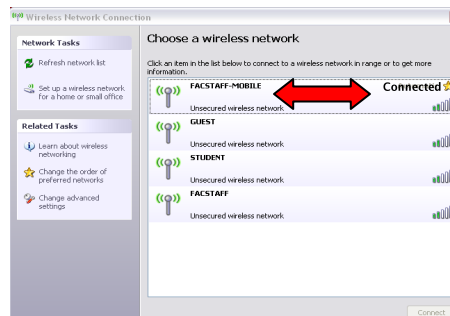 Wireless Network Connection
Network Tasks
Refresh network list
Set up a wireless network
for a home or small office
Related Tasks
Learn about wireless
networking
Change the order of
preferred networks
Change advanced
settings
Choose a wireless network
Click an item in the list below to connect to a wireless network in range or to get more
information.
FACSTAFF-MOBILE
Connected
Unsecured wireless network
GUEST
Unsecured wireless network
STUDENT
Unsecured wireless network
FACSTAFF
Unsecured wireless network
Connect